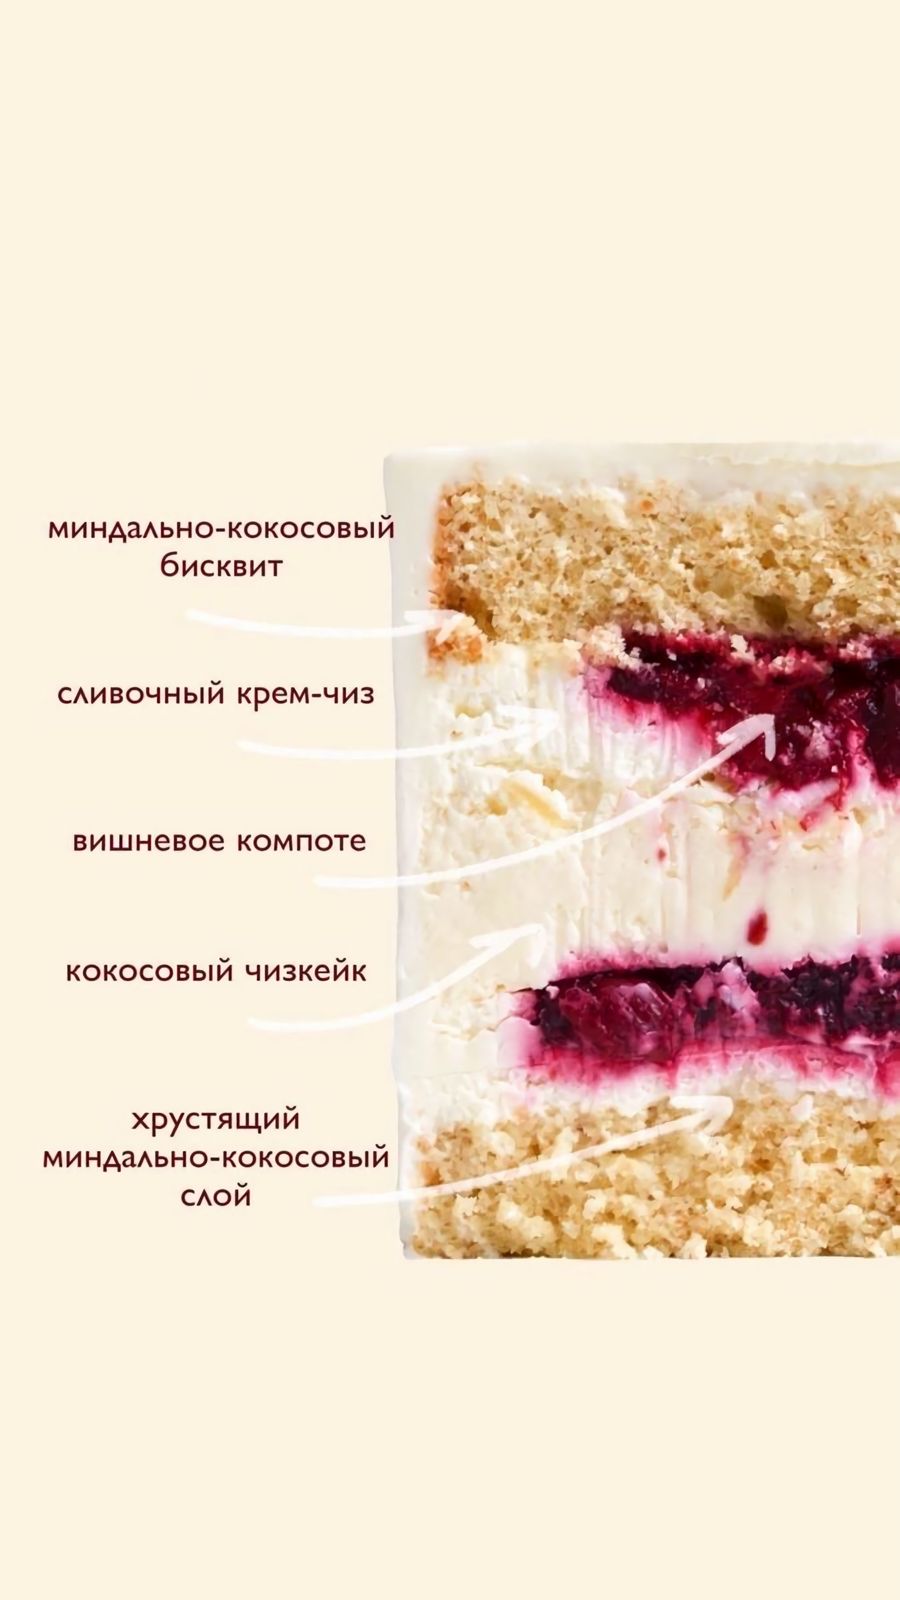 миндально-кокосовый
бисквит
сливочный крем-чиз
вишневое компоте
кокосовый чизкейк
хрустящий
миндально-кокосовый
слой